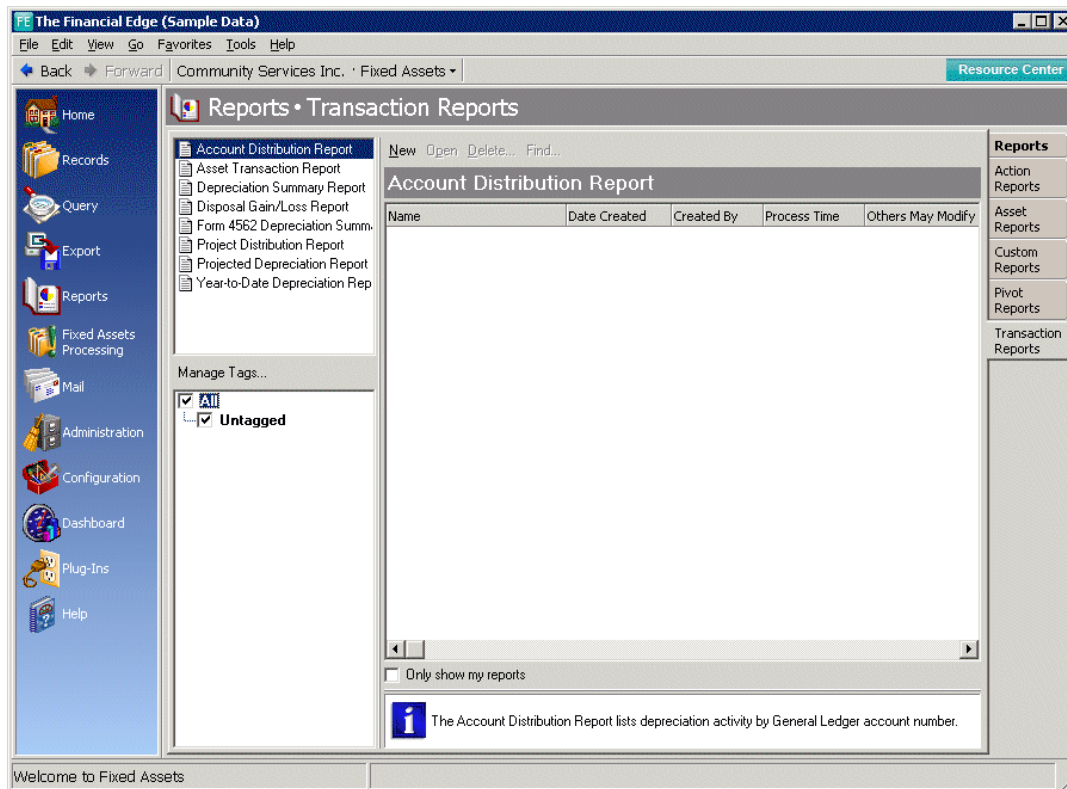 FE The Financial Edge (Sample Data)
File Edit View Go Favorites Tools Help
Back Forward Community Services Inc. · Fixed Assets
Resource Center
Home
Records
Query
Export
Reports
Fixed Assets
Processing
Mail
Administration
Configuration
Dashboard
Plug-Ins
Help
Reports • Transaction Reports
Account Distribution Report
Asset Transaction Report
Depreciation Summary Report
Disposal Gain/Loss Report
Form 4562 Depreciation Summ
Project Distribution Report
Projected Depreciation Report
Year-to-Date Depreciation Rep
Manage Tags...
All
Untagged
New Open Delete... Find...
Account Distribution Report
Name Date Created Created By Process Time Others May Modify
Only show my reports
i The Account Distribution Report lists depreciation activity by General Ledger account number.
Reports
Action
Reports
Asset
Reports
Custom
Reports
Pivot
Reports
Transaction
Reports
Welcome to Fixed Assets